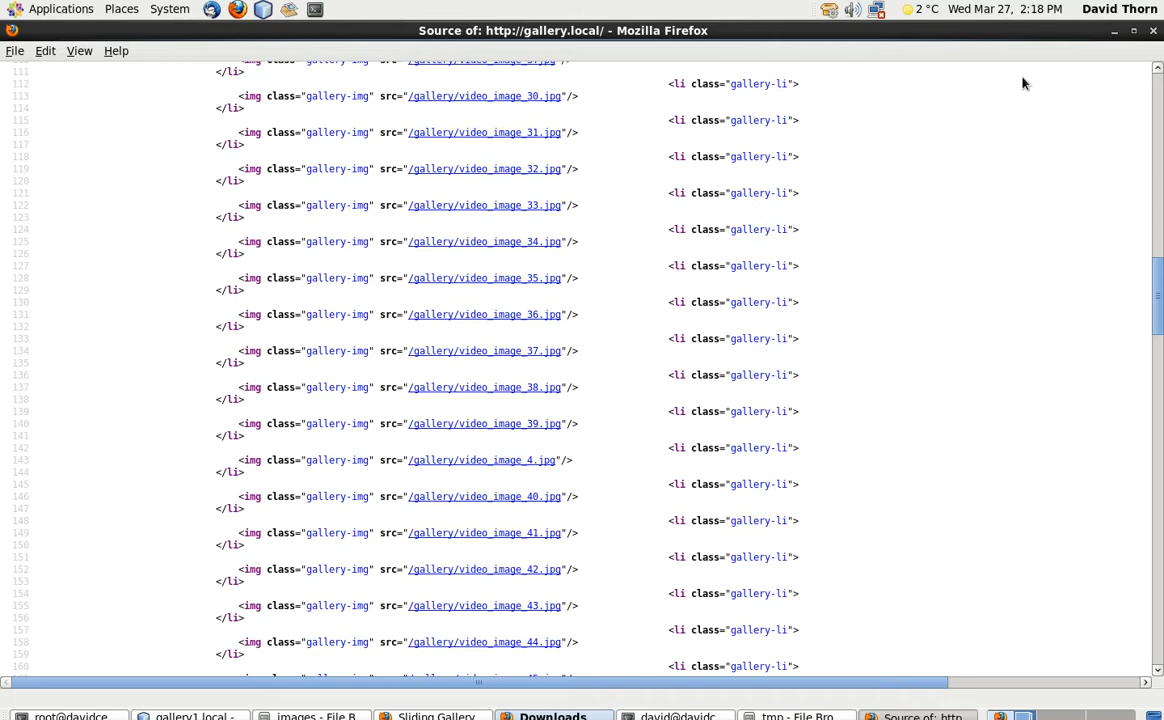 Applications Places System 2 °C Wed Mar 27, 2:18 PM David Thorn
Source of: http://gallery.local/ - Mozilla Firefox
File Edit View Help
111 </li>
112 <li class="gallery-li">
113 <img class="gallery-img" src="/gallery/video_image_30.jpg"/>
114 </li>
115 <li class="gallery-li">
116 <img class="gallery-img" src="/gallery/video_image_31.jpg"/>
117 </li>
118 <li class="gallery-li">
119 <img class="gallery-img" src="/gallery/video_image_32.jpg"/>
120 </li>
121 <li class="gallery-li">
122 <img class="gallery-img" src="/gallery/video_image_33.jpg"/>
123 </li>
124 <li class="gallery-li">
125 <img class="gallery-img" src="/gallery/video_image_34.jpg"/>
126 </li>
127 <li class="gallery-li">
128 <img class="gallery-img" src="/gallery/video_image_35.jpg"/>
129 </li>
130 <li class="gallery-li">
131 <img class="gallery-img" src="/gallery/video_image_36.jpg"/>
132 </li>
133 <li class="gallery-li">
134 <img class="gallery-img" src="/gallery/video_image_37.jpg"/>
135 </li>
136 <li class="gallery-li">
137 <img class="gallery-img" src="/gallery/video_image_38.jpg"/>
138 </li>
139 <li class="gallery-li">
140 <img class="gallery-img" src="/gallery/video_image_39.jpg"/>
141 </li>
142 <li class="gallery-li">
143 <img class="gallery-img" src="/gallery/video_image_4.jpg"/>
144 </li>
145 <li class="gallery-li">
146 <img class="gallery-img" src="/gallery/video_image_40.jpg"/>
147 </li>
148 <li class="gallery-li">
149 <img class="gallery-img" src="/gallery/video_image_41.jpg"/>
150 </li>
151 <li class="gallery-li">
152 <img class="gallery-img" src="/gallery/video_image_42.jpg"/>
153 </li>
154 <li class="gallery-li">
155 <img class="gallery-img" src="/gallery/video_image_43.jpg"/>
156 </li>
157 <li class="gallery-li">
158 <img class="gallery-img" src="/gallery/video_image_44.jpg"/>
159 </li>
160 <li class="gallery-li">
root@davidce... gallery1.local -... images - File B... Sliding Gallery... Downloads david@davidc... tmp - File Bro... Source of: http...